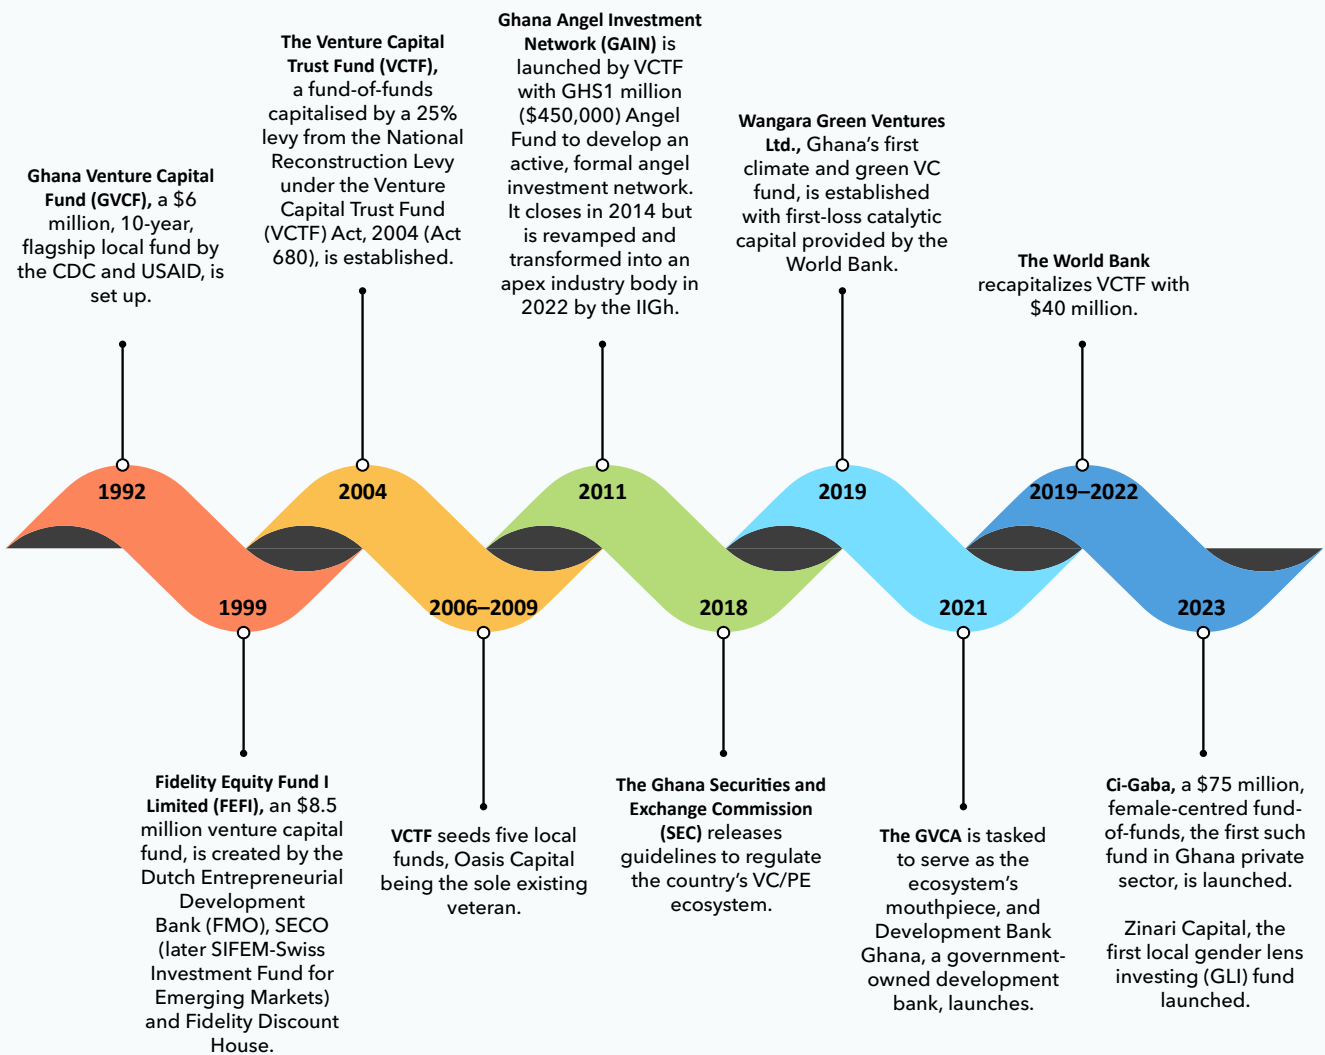 Ghana Venture Capital
Fund (GVCF), a $6
million, 10-year,
flagship local fund by
the CDC and USAID, is
set up.
The Venture Capital
Trust Fund (VCTF),
a fund-of-funds
capitalised by a 25%
levy from the National
Reconstruction Levy
under the Venture
Capital Trust Fund
(VCTF) Act, 2004 (Act
680), is established.
Ghana Angel Investment
Network (GAIN) is
launched by VCTF
with GHS1 million
($450,000) Angel
Fund to develop an
active, formal angel
investment network.
It closes in 2014 but
is revamped and
transformed into an
apex industry body in
2022 by the IIGh.
Wangara Green Ventures
Ltd., Ghana’s first
climate and green VC
fund, is established
with first-loss catalytic
capital provided by the
World Bank.
The World Bank
recapitalizes VCTF with
$40 million.
1992
2004
2011
2019
2019–2022
1999
2006–2009
2018
2021
2023
Fidelity Equity Fund I
Limited (FEFI), an $8.5
million venture capital
fund, is created by the
Dutch Entrepreneurial
Development
Bank (FMO), SECO
(later SIFEM-Swiss
Investment Fund for
Emerging Markets)
and Fidelity Discount
House.
VCTF seeds five local
funds, Oasis Capital
being the sole existing
veteran.
The Ghana Securities and
Exchange Commission
(SEC) releases
guidelines to regulate
the country’s VC/PE
ecosystem.
The GVCA is tasked
to serve as the
ecosystem’s
mouthpiece, and
Development Bank
Ghana, a government-
owned development
bank, launches.
Ci-Gaba, a $75 million,
female-centred fund-
of-funds, the first such
fund in Ghana private
sector, is launched.
Zinari Capital, the
first local gender lens
investing (GLI) fund
launched.